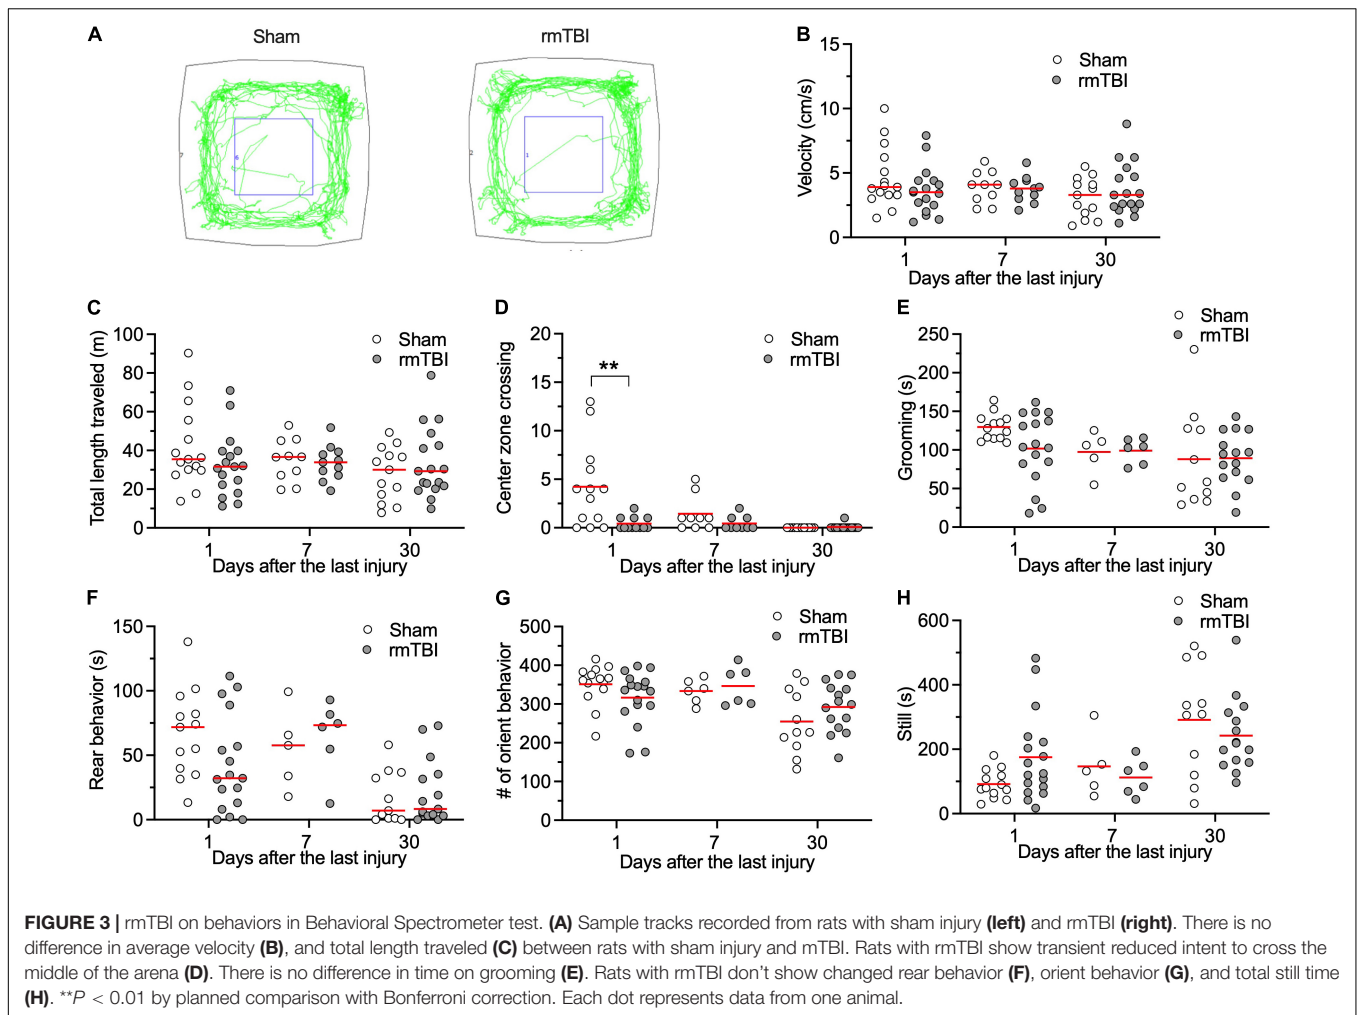 A
Sham
rmTBI
7
6
2
1
B
Velocity (cm/s)
15
10
5
0
Sham
rmTBI
1 7 30
Days after the last injury
C
Total length traveled (m)
100
80
60
40
20
0
Sham
rmTBI
1 7 30
Days after the last injury
D
Center zone crossing
20
15
10
5
0
**
Sham
rmTBI
1 7 30
Days after the last injury
E
Grooming (s)
250
200
150
100
50
0
Sham
rmTBI
1 7 30
Days after the last injury
F
Rear behavior (s)
150
100
50
0
Sham
rmTBI
1 7 30
Days after the last injury
G
# of orient behavior
500
400
300
200
100
0
Sham
rmTBI
1 7 30
Days after the last injury
H
Still (s)
600
400
200
0
Sham
rmTBI
1 7 30
Days after the last injury
FIGURE 3 | rmTBI on behaviors in Behavioral Spectrometer test. (A) Sample tracks recorded from rats with sham injury (left) and rmTBI (right). There is no
difference in average velocity (B), and total length traveled (C) between rats with sham injury and mTBI. Rats with rmTBI show transient reduced intent to cross the
middle of the arena (D). There is no difference in time on grooming (E). Rats with rmTBI don't show changed rear behavior (F), orient behavior (G), and total still time
(H). **P < 0.01 by planned comparison with Bonferroni correction. Each dot represents data from one animal.